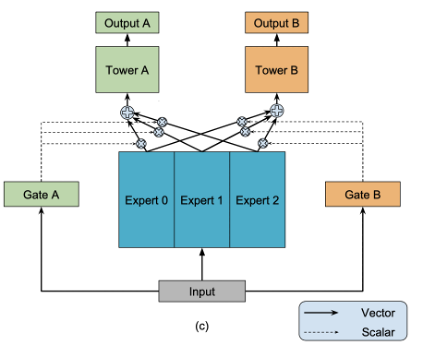 Output A
Output B
Tower A
Tower B
Expert 0
Expert 1
Expert 2
Gate A
Gate B
Input
(c)
Vector
Scalar